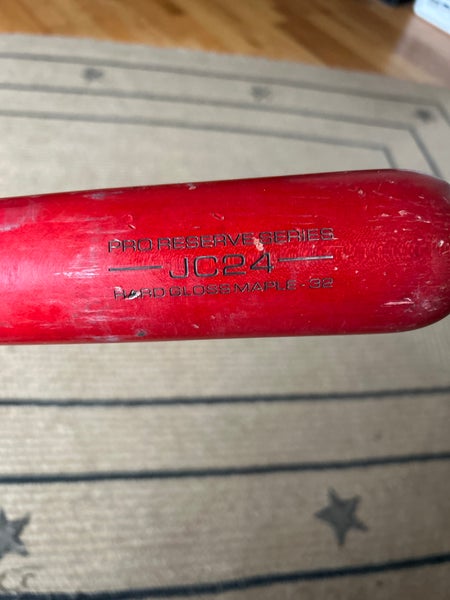 PRO RESERVE SERIES
JC24
HARD GLOSS MAPLE - 32